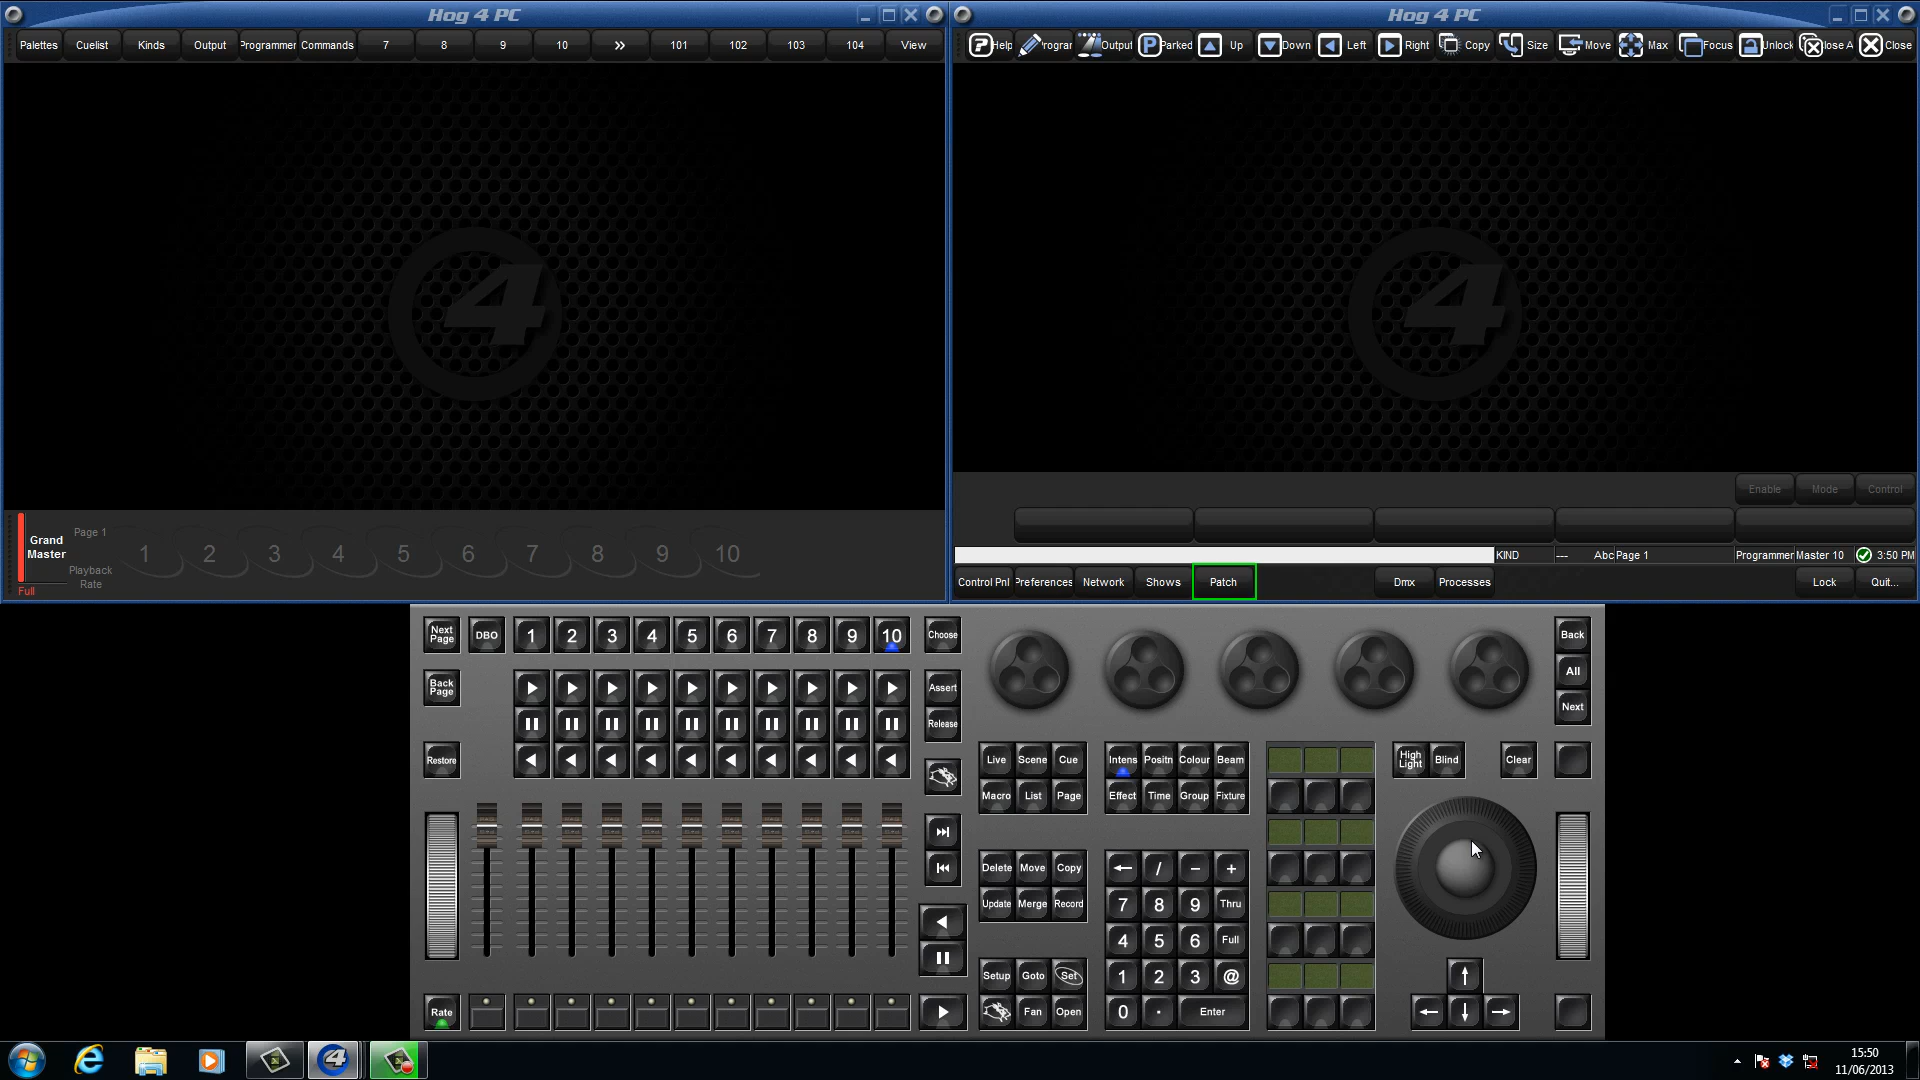 Hog 4 PC
Palettes Cuelist Kinds Output Programmer Commands 7 8 9 10 » 101 102 103 104 View
4
Grand Master
Full
Page 1
Playback Rate
1 2 3 4 5 6 7 8 9 10
Hog 4 PC
Help Progran Output Parked Up Down Left Right Copy Size Move Max Focus Unlock lose A Close
4
Enable Mode Control
KIND --- Abc Page 1 Programmer Master 10 3:50 PM
Control Pnl Preferences Network Shows Patch Dmx Processes Lock Quit...
Next Page DBO 1 2 3 4 5 6 7 8 9 10 Choose
Back Page
Assert
Release
Restore
Rate
Back
All
Next
Live Scene Cue
Macro List Page
Intens Positn Colour Beam
Effect Time Group Fixture
High Light Blind Clear
Delete Move Copy
Update Merge Record
/ - +
7 8 9 Thru
4 5 6 Full
1 2 3 @
0 . Enter
Setup Goto Set
Fan Open
15:50
11/06/2013